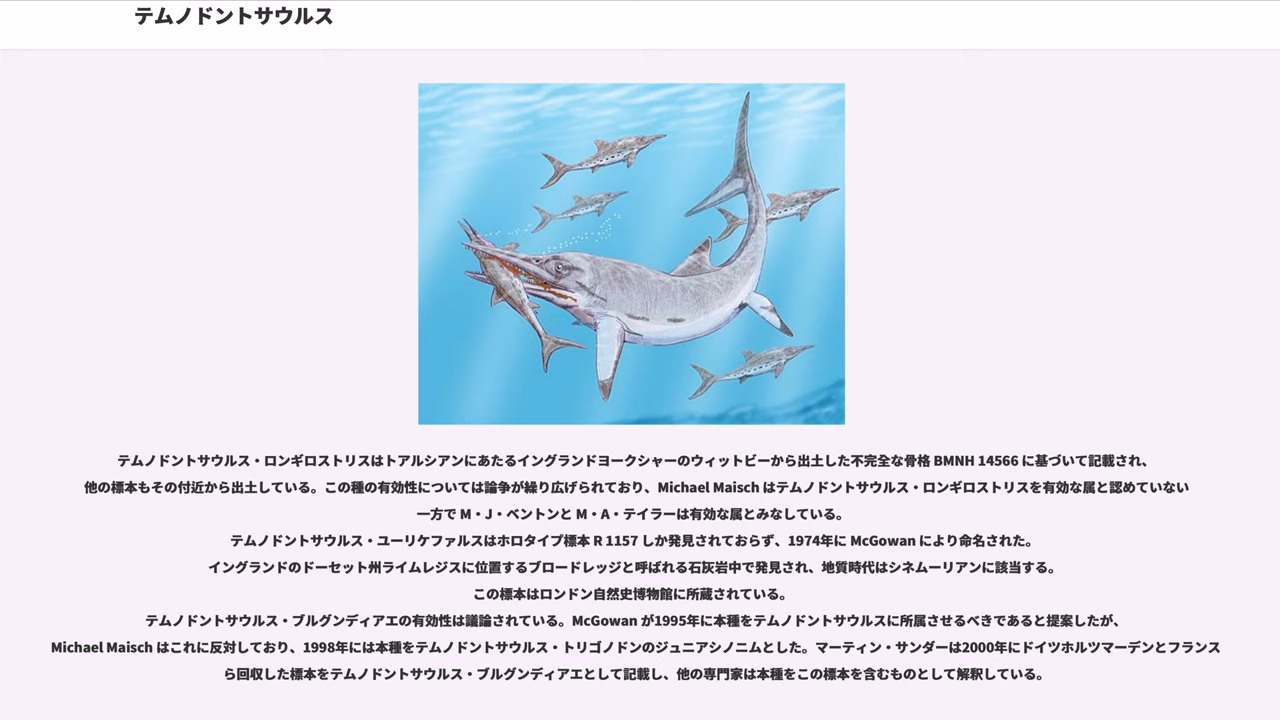 テムノドントサウルス
テムノドントサウルス・ロンギロストリスはトアルシアンにあたるイングランドヨークシャーのウィットビーから出土した不完全な骨格 BMNH 14566 に基づいて記載され、
他の標本もその付近から出土している。この種の有効性については論争が繰り広げられており、Michael Maisch はテムノドントサウルス・ロンギロストリスを有効な属と認めていない
一方で M・J・ベントンと M・A・テイラーは有効な属とみなしている。
テムノドントサウルス・ユーリケファルスはホロタイプ標本 R 1157 しか発見されておらず、1974年に McGowan により命名された。
イングランドのドーセット州ライムレジスに位置するブロードレッジと呼ばれる石灰岩中で発見され、地質時代はシネムーリアンに該当する。
この標本はロンドン自然史博物館に所蔵されている。
テムノドントサウルス・ブルグンディアエの有効性は議論されている。McGowan が1995年に本種をテムノドントサウルスに所属させるべきであると提案したが、
Michael Maisch はこれに反対しており、1998年には本種をテムノドントサウルス・トリゴノドンのジュニアシノニムとした。マーティン・サンダーは2000年にドイツホルツマーデンとフランス
ら回収した標本をテムノドントサウルス・ブルグンディアエとして記載し、他の専門家は本種をこの標本を含むものとして解釈している。